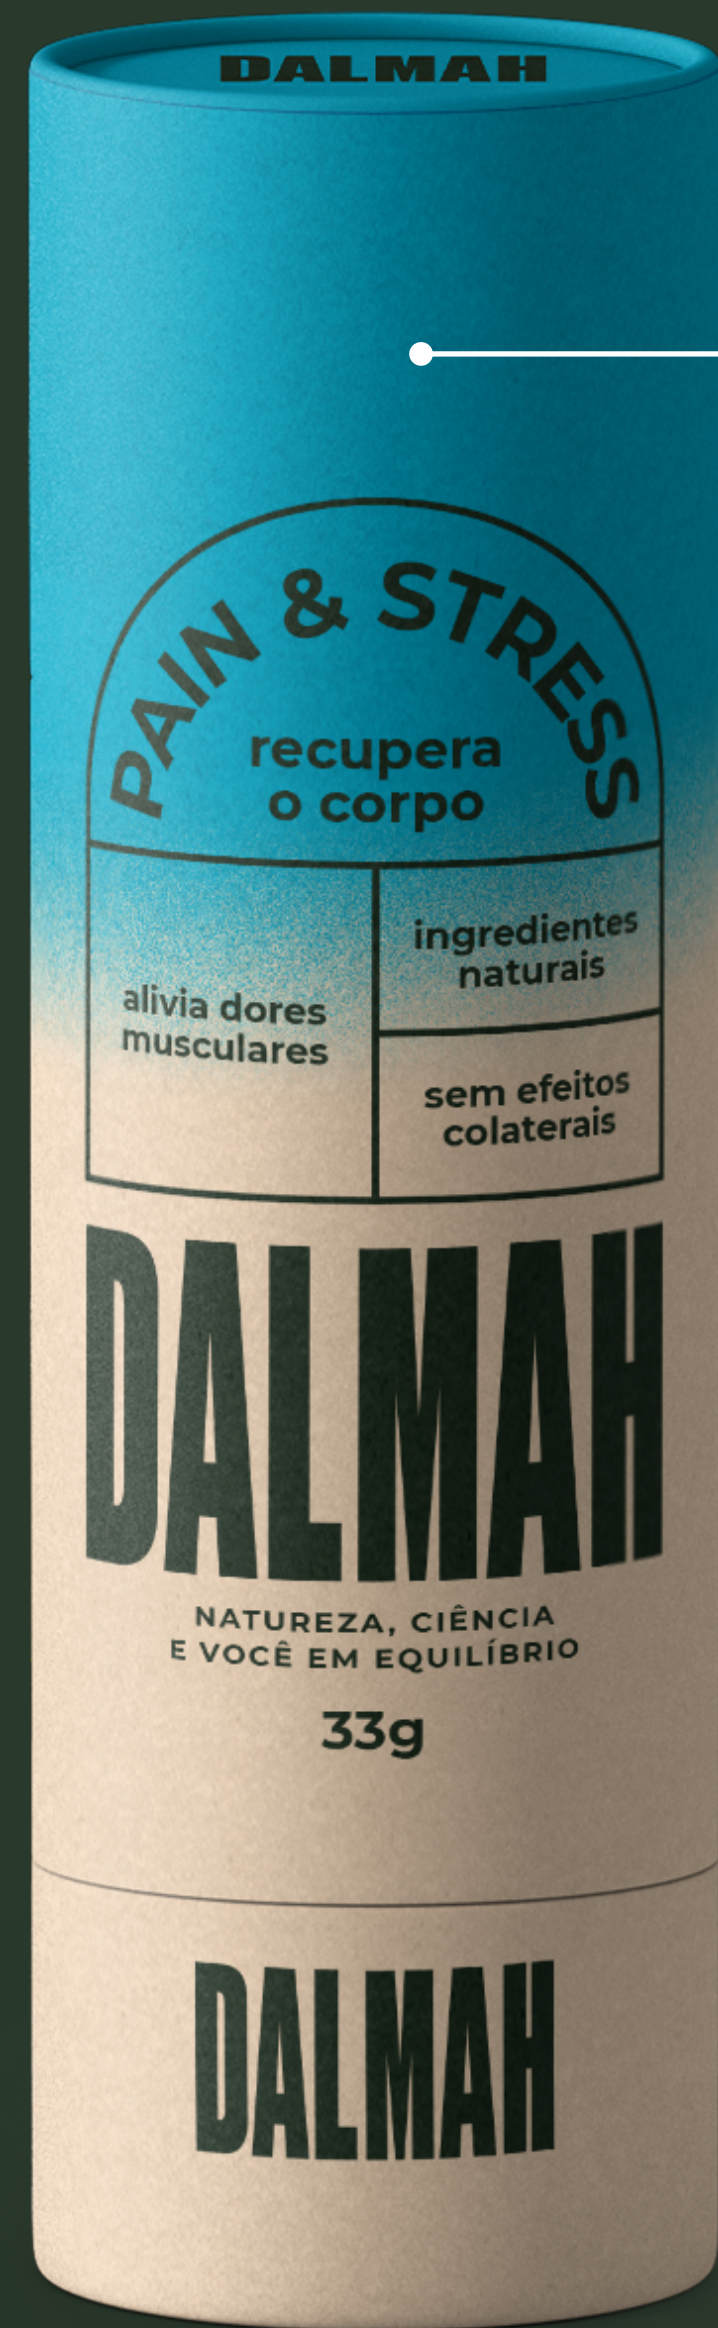 DALMAH
PAIN & STRESS
recupera
o corpo
alivia dores
musculares
ingredientes
naturais
sem efeitos
colaterais
DALMAH
NATUREZA, CIÊNCIA
E VOCÊ EM EQUILÍBRIO
33g
DALMAH